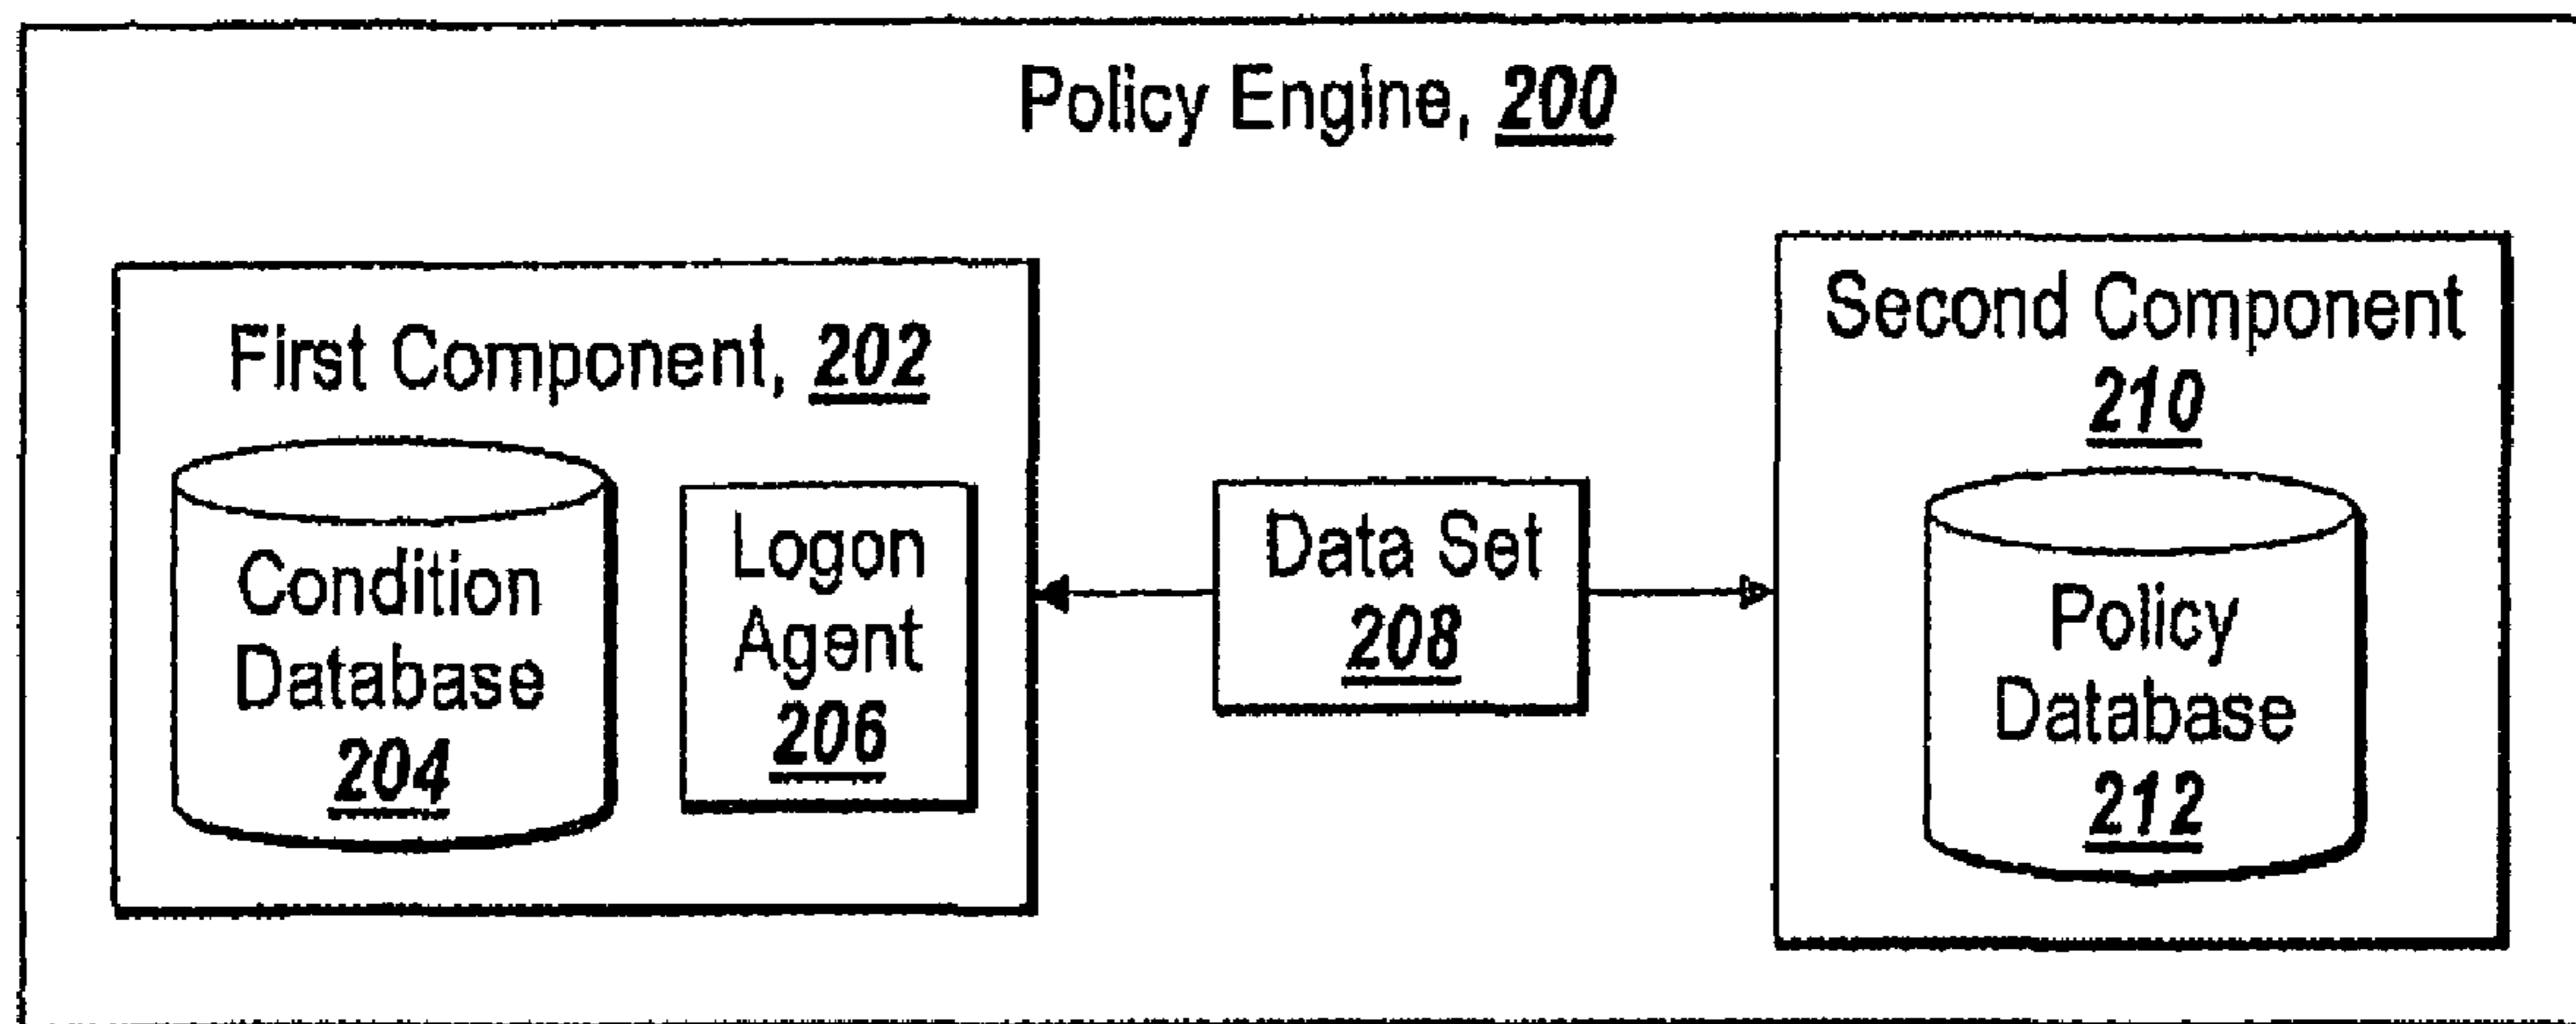 Policy Engine, 200
First Component, 202
Condition
Database
204
Logon
Agent
206
Data Set
208
Second Component
210
Policy
Database
212